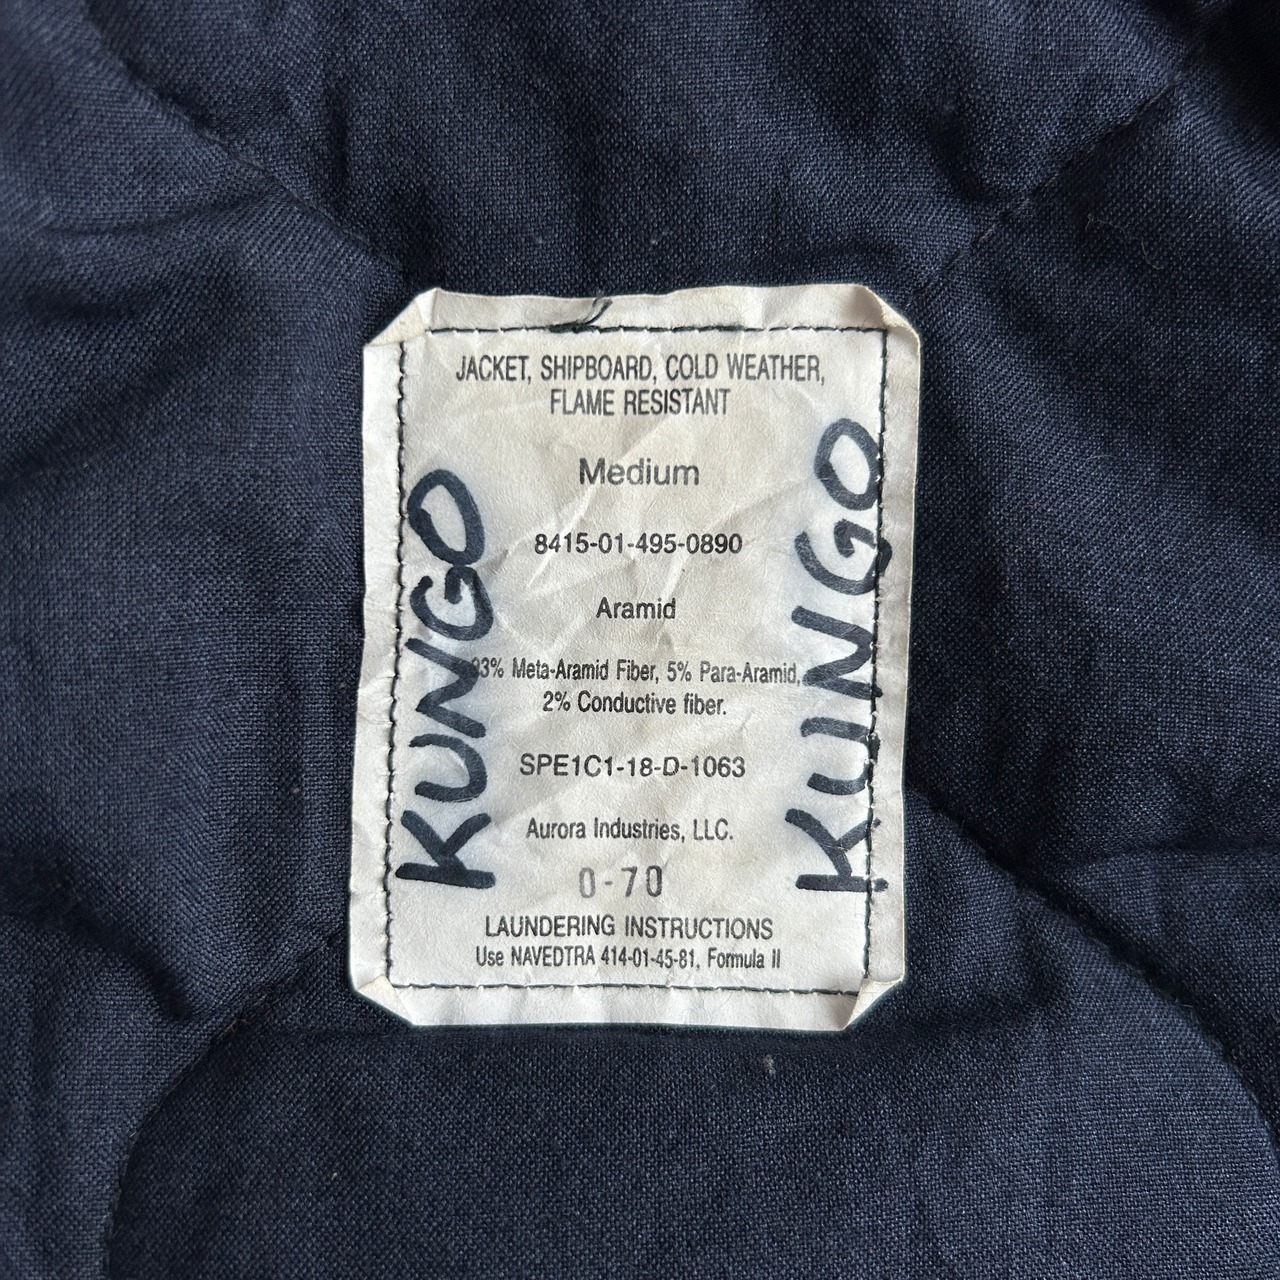 JACKET, SHIPBOARD, COLD WEATHER,
FLAME RESISTANT
Medium
8415-01-495-0890
Aramid
93% Meta-Aramid Fiber, 5% Para-Aramid,
2% Conductive fiber.
SPE1C1-18-D-1063
Aurora Industries, LLC.
0-70
LAUNDERING INSTRUCTIONS
Use NAVEDTRA 414-01-45-81, Formula II
KUNGO
KUNGO